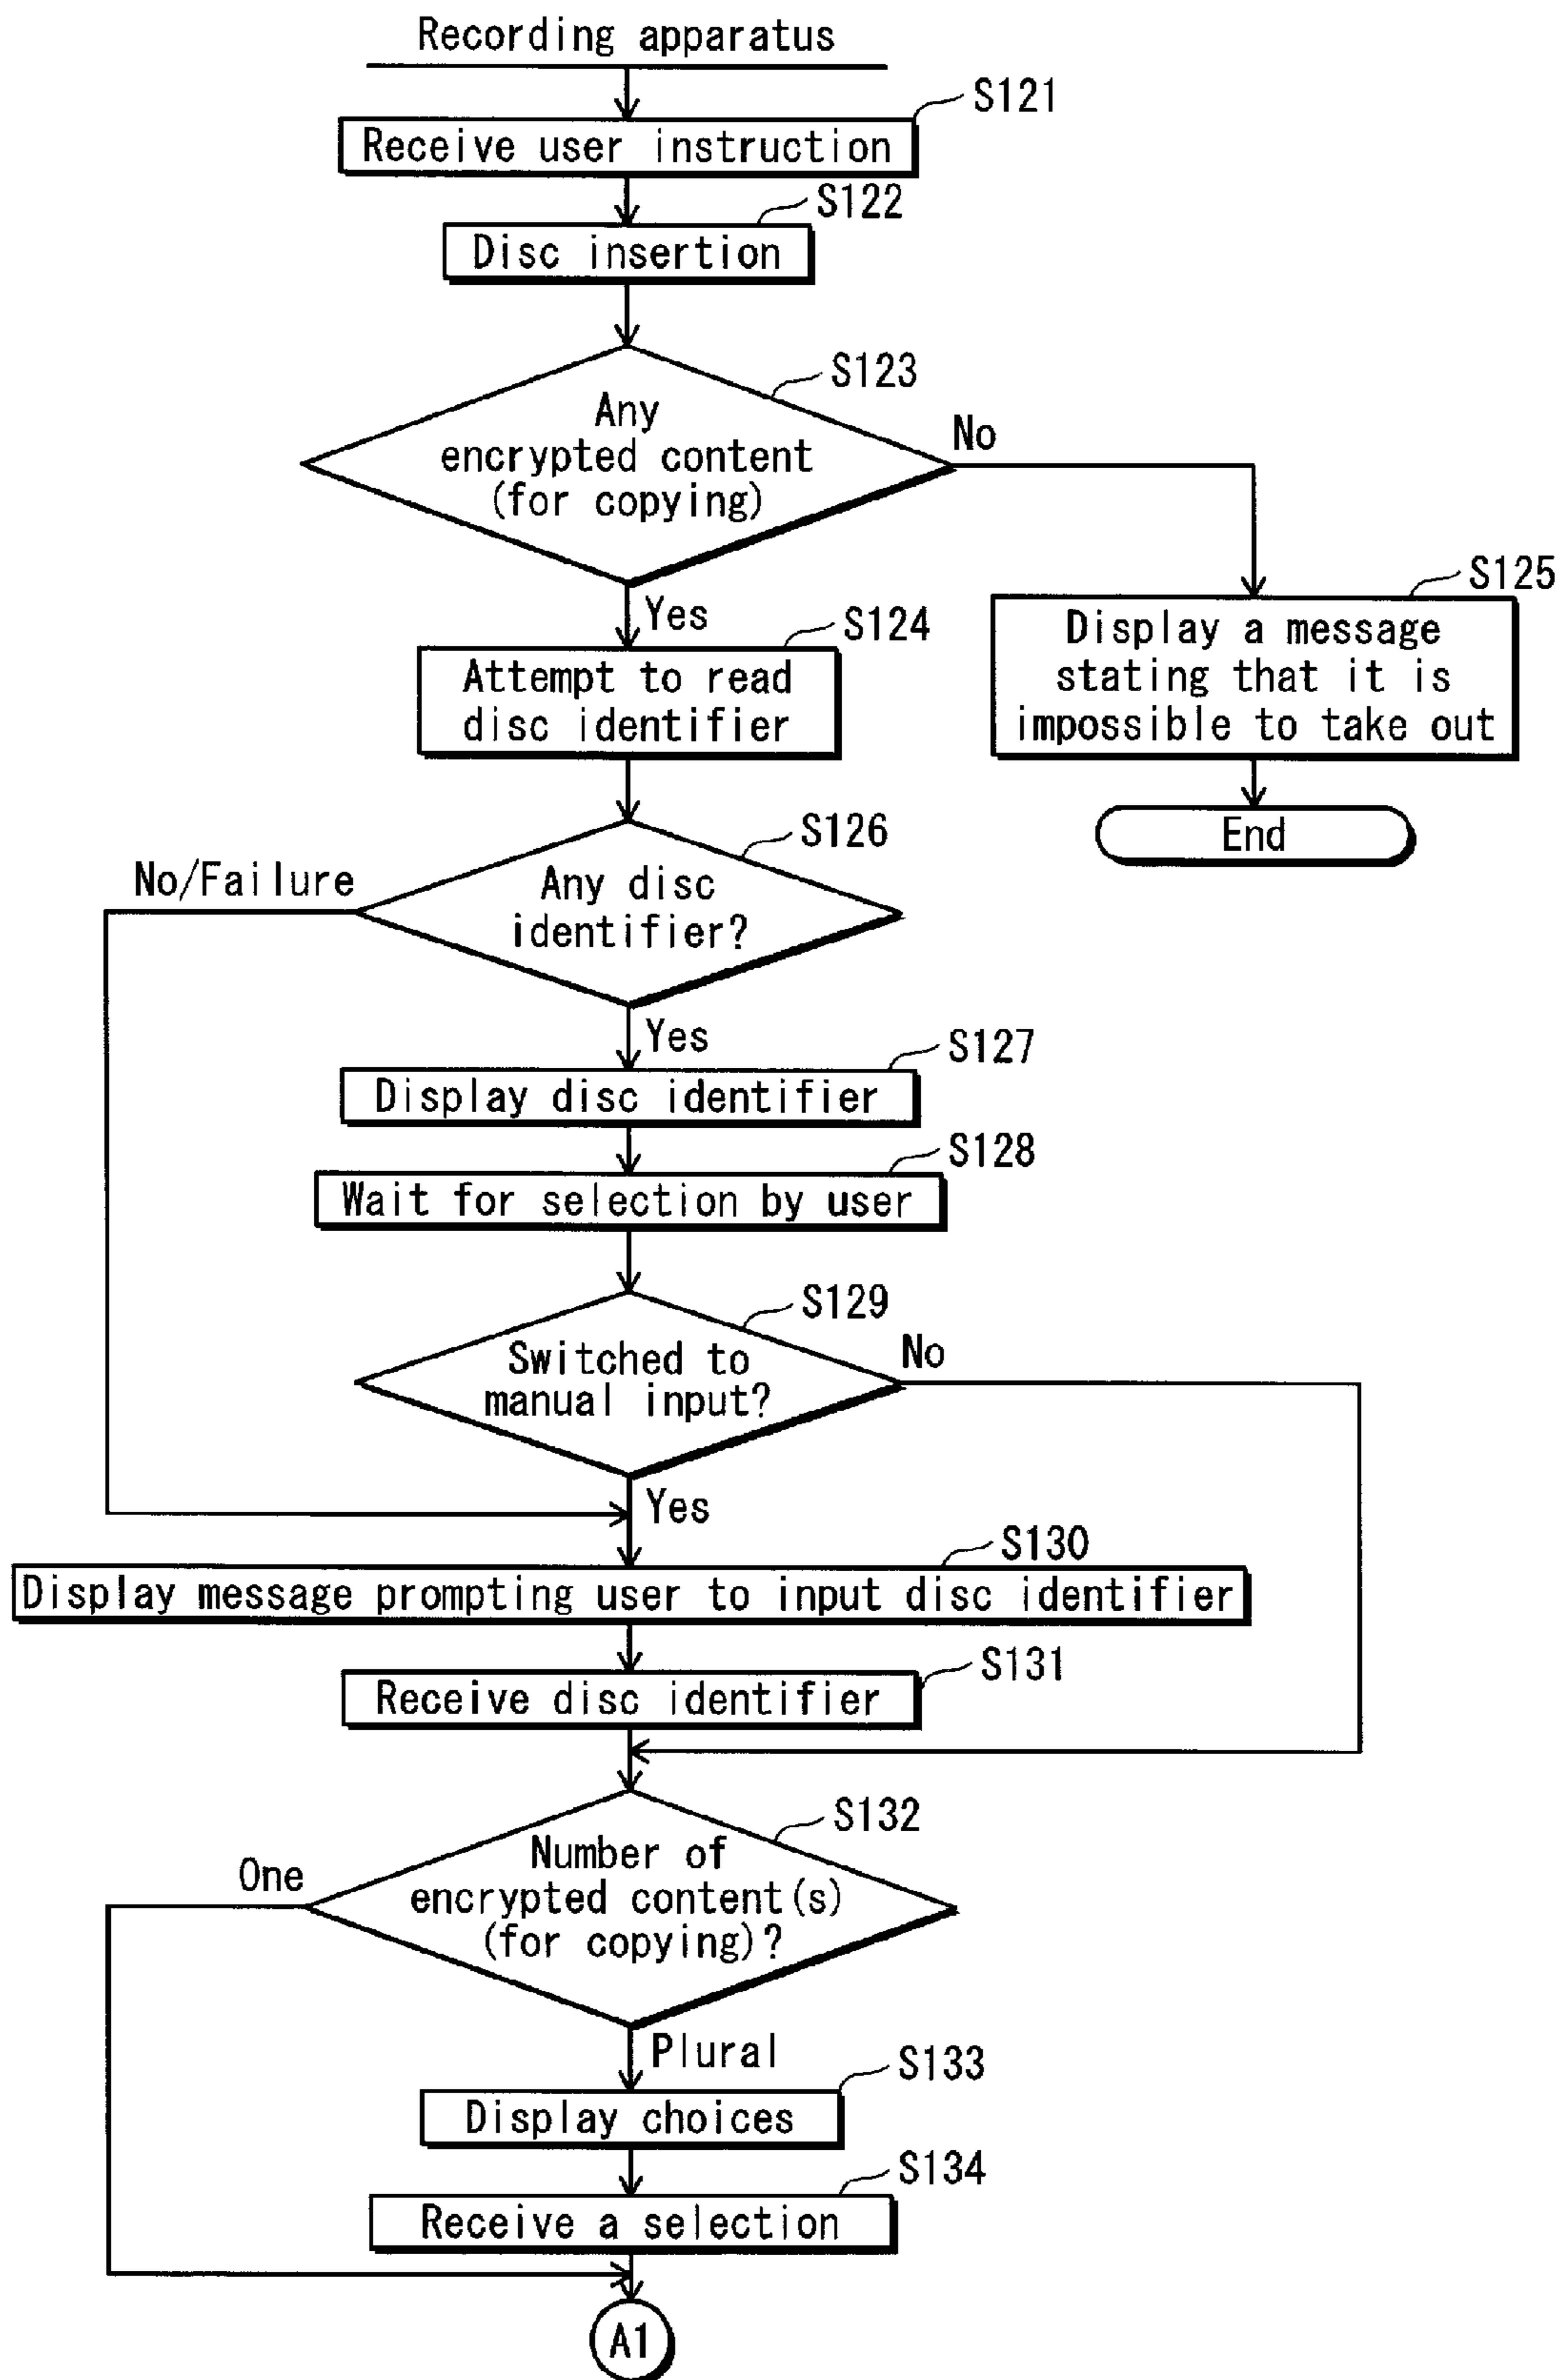 Recording apparatus
S121
Receive user instruction
S122
Disc insertion
S123
Any
encrypted content
(for copying)
No
Yes
S124
Attempt to read
disc identifier
S125
Display a message
stating that it is
impossible to take out
End
S126
No/Failure
Any disc
identifier?
Yes
S127
Display disc identifier
S128
Wait for selection by user
S129
Switched to
manual input?
No
Yes
S130
Display message prompting user to input disc identifier
S131
Receive disc identifier
S132
One
Number of
encrypted content(s)
(for copying)?
Plural
S133
Display choices
S134
Receive a selection
A1